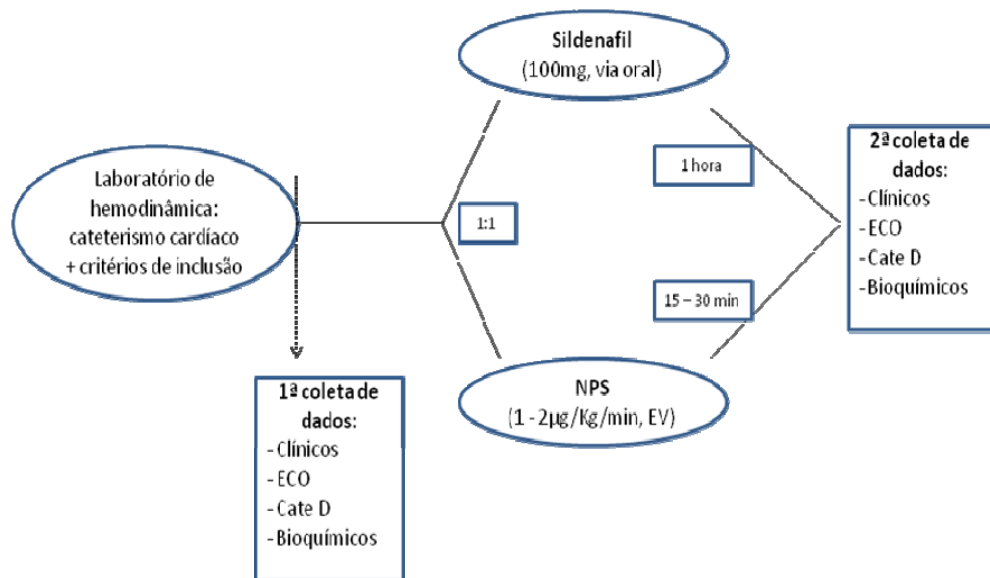 Sildenafil
(100mg, via oral)
Laboratório de
hemodinâmica:
cateterismo cardíaco
+ critérios de inclusão
1:1
1 hora
15 – 30 min
2ª coleta de
dados:
-Clínicos
-ECO
-Cate D
-Bioquímicos
NPS
(1 - 2µg/Kg/min, EV)
1ª coleta de
dados:
-Clínicos
-ECO
-Cate D
-Bioquímicos